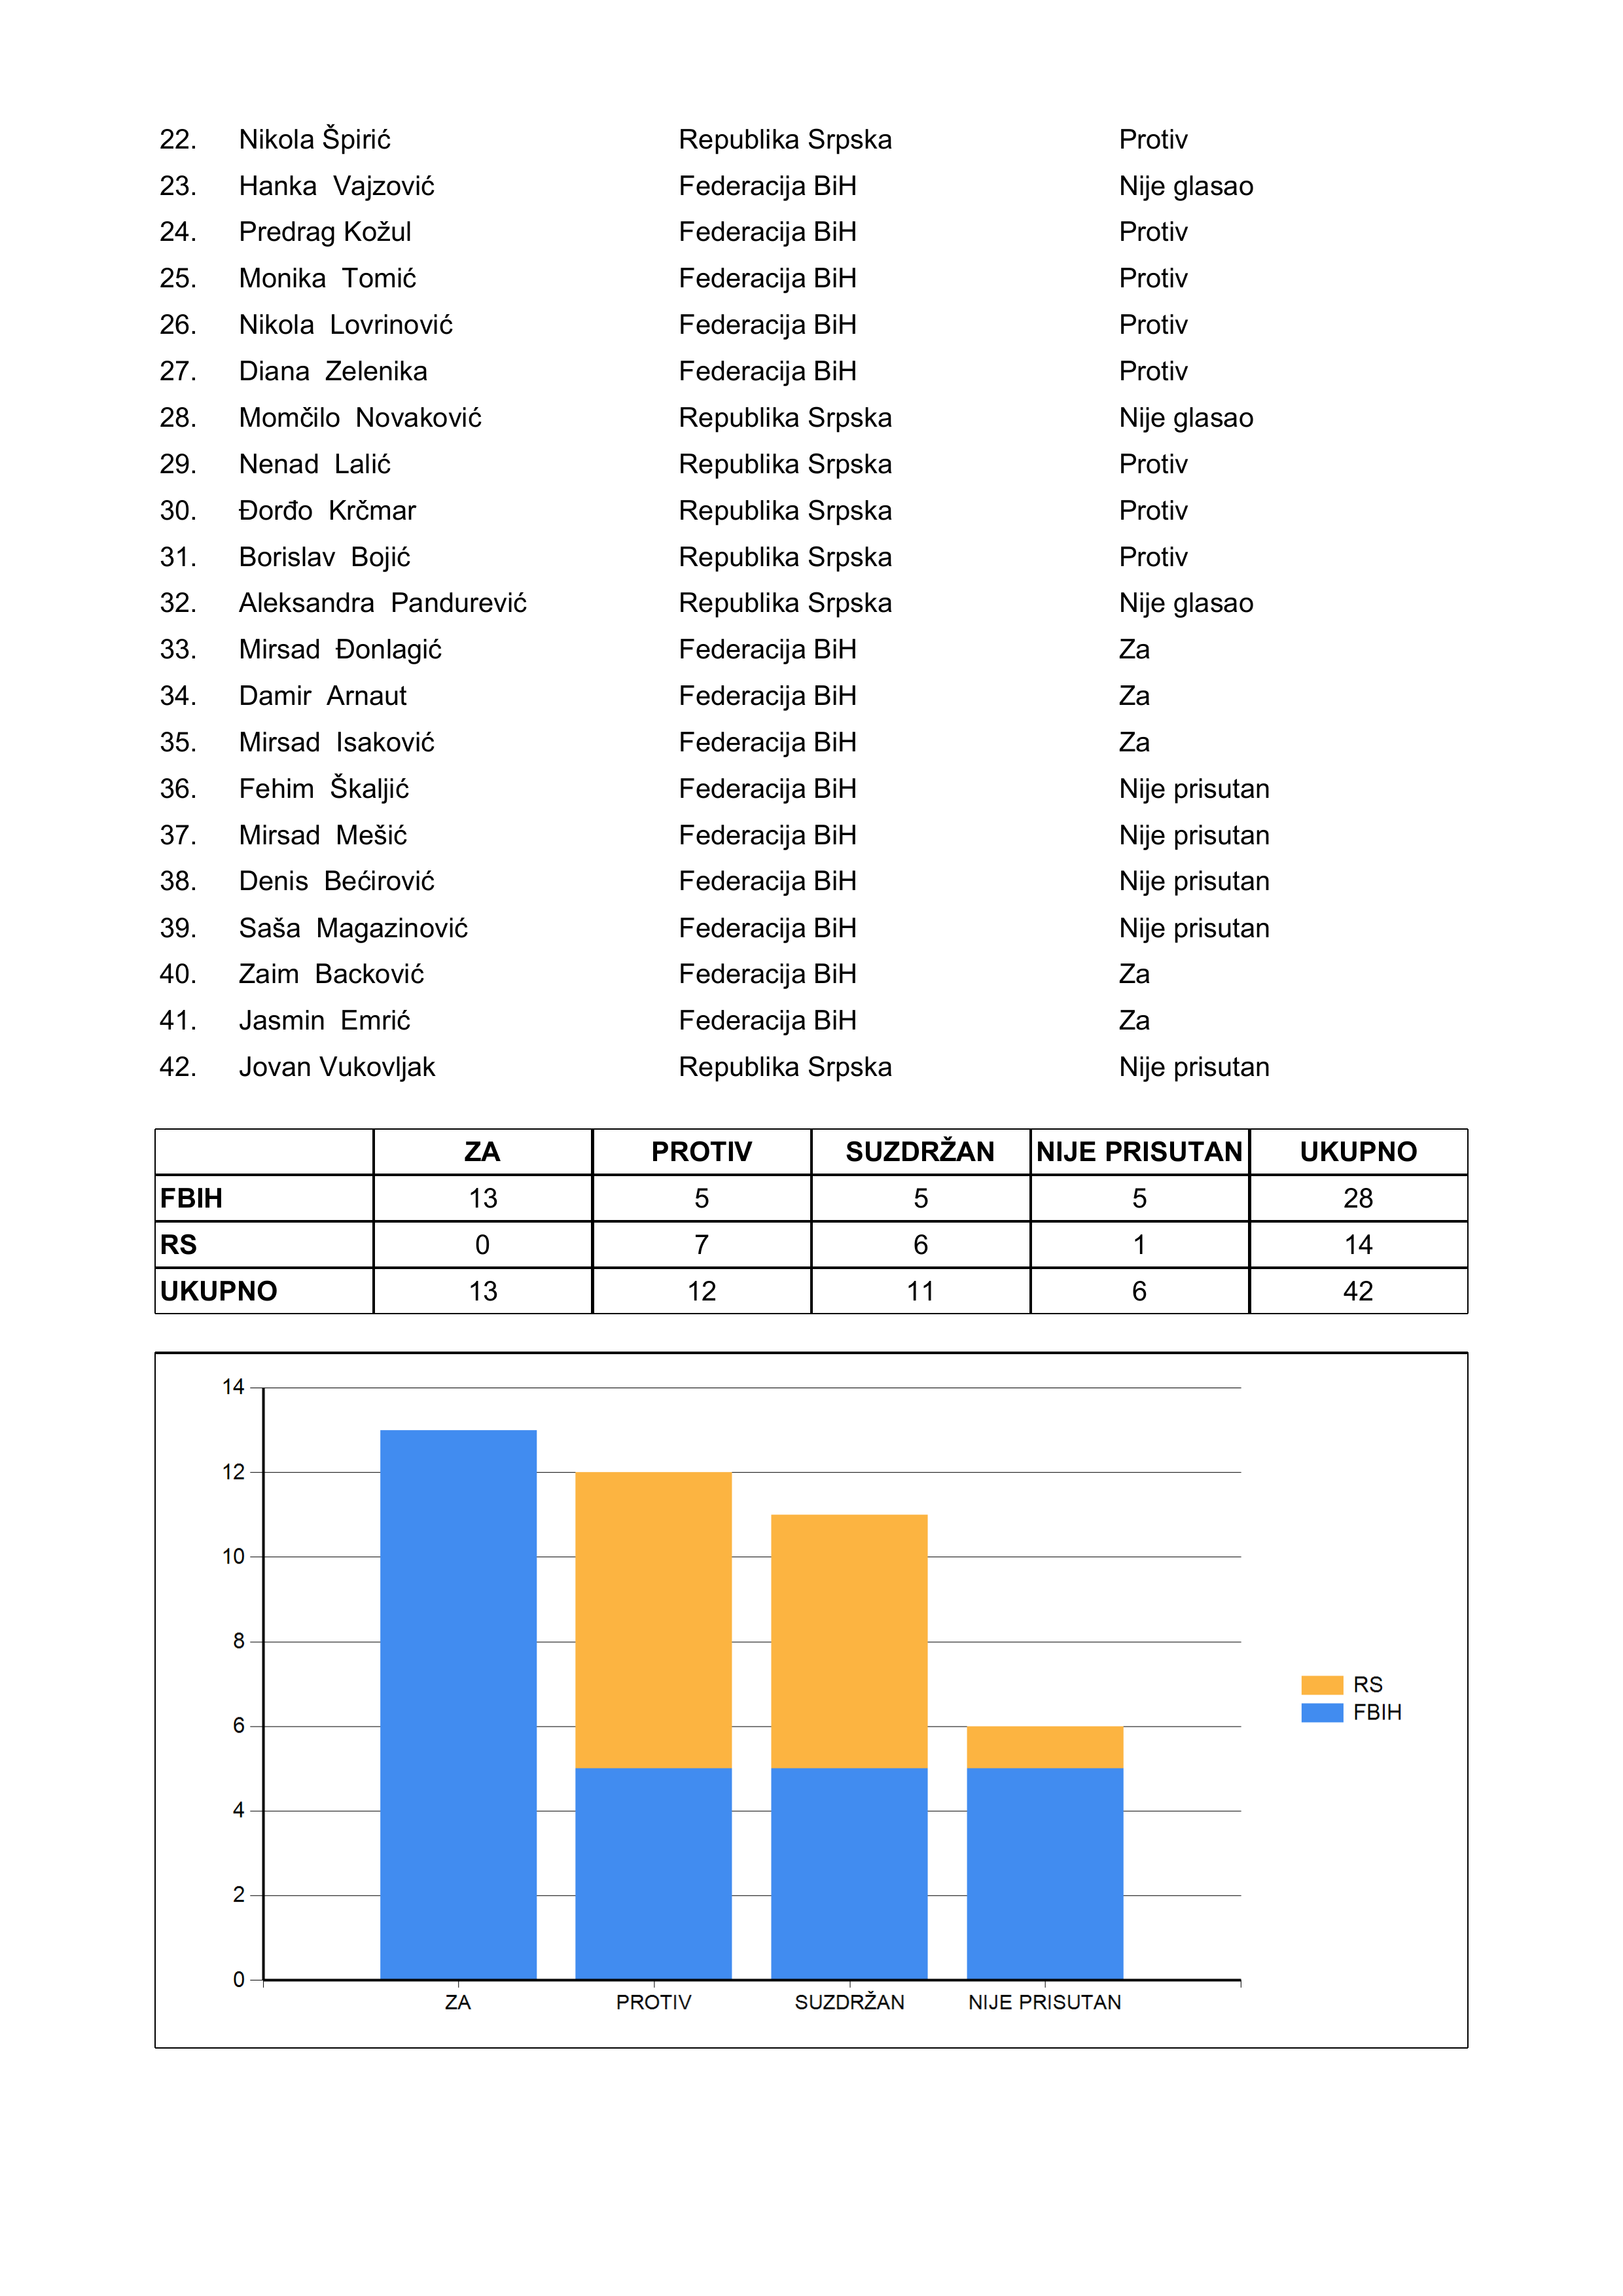 22. Nikola Špirić Republika Srpska Protiv
23. Hanka Vajzović Federacija BiH Nije glasao
24. Predrag Kožul Federacija BiH Protiv
25. Monika Tomić Federacija BiH Protiv
26. Nikola Lovrinović Federacija BiH Protiv
27. Diana Zelenika Federacija BiH Protiv
28. Momčilo Novaković Republika Srpska Nije glasao
29. Nenad Lalić Republika Srpska Protiv
30. Đorđo Krčmar Republika Srpska Protiv
31. Borislav Bojić Republika Srpska Protiv
32. Aleksandra Pandurević Republika Srpska Nije glasao
33. Mirsad Đonlagić Federacija BiH Za
34. Damir Arnaut Federacija BiH Za
35. Mirsad Isaković Federacija BiH Za
36. Fehim Škaljić Federacija BiH Nije prisutan
37. Mirsad Mešić Federacija BiH Nije prisutan
38. Denis Bećirović Federacija BiH Nije prisutan
39. Saša Magazinović Federacija BiH Nije prisutan
40. Zaim Backović Federacija BiH Za
41. Jasmin Emrić Federacija BiH Za
42. Jovan Vukovljak Republika Srpska Nije prisutan
ZA PROTIV SUZDRŽAN NIJE PRISUTAN UKUPNO
FBIH 13 5 5 5 28
RS 0 7 6 1 14
UKUPNO 13 12 11 6 42
14
12
10
8
6
4
2
0
ZA PROTIV SUZDRŽAN NIJE PRISUTAN
RS
FBIH